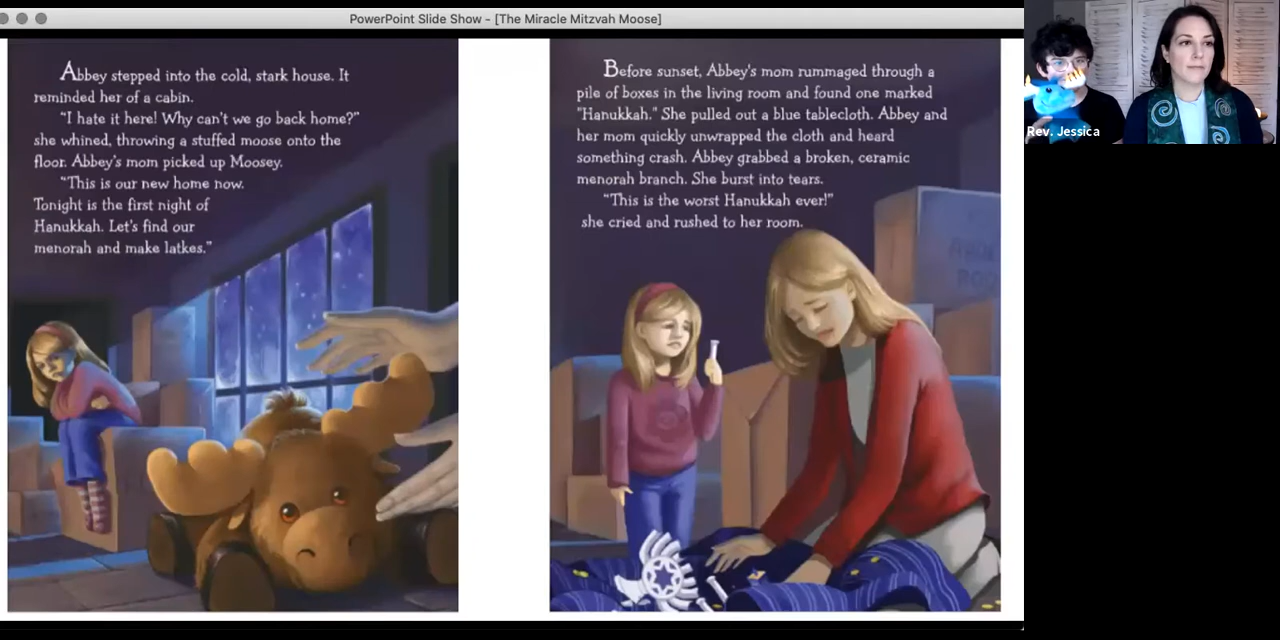 PowerPoint Slide Show - [The Miracle Mitzvah Moose]
Abbey stepped into the cold, stark house. It
reminded her of a cabin.
"I hate it here! Why can't we go back home?"
she whined, throwing a stuffed moose onto the
floor. Abbey's mom picked up Moosey.
"This is our new home now.
Tonight is the first night of
Hanukkah. Let's find our
menorah and make latkes."
Before sunset, Abbey's mom rummaged through a
pile of boxes in the living room and found one marked
"Hanukkah." She pulled out a blue tablecloth. Abbey and
her mom quickly unwrapped the cloth and heard
something crash. Abbey grabbed a broken, ceramic
menorah branch. She burst into tears.
"This is the worst Hanukkah ever!"
she cried and rushed to her room.
Rev. Jessica